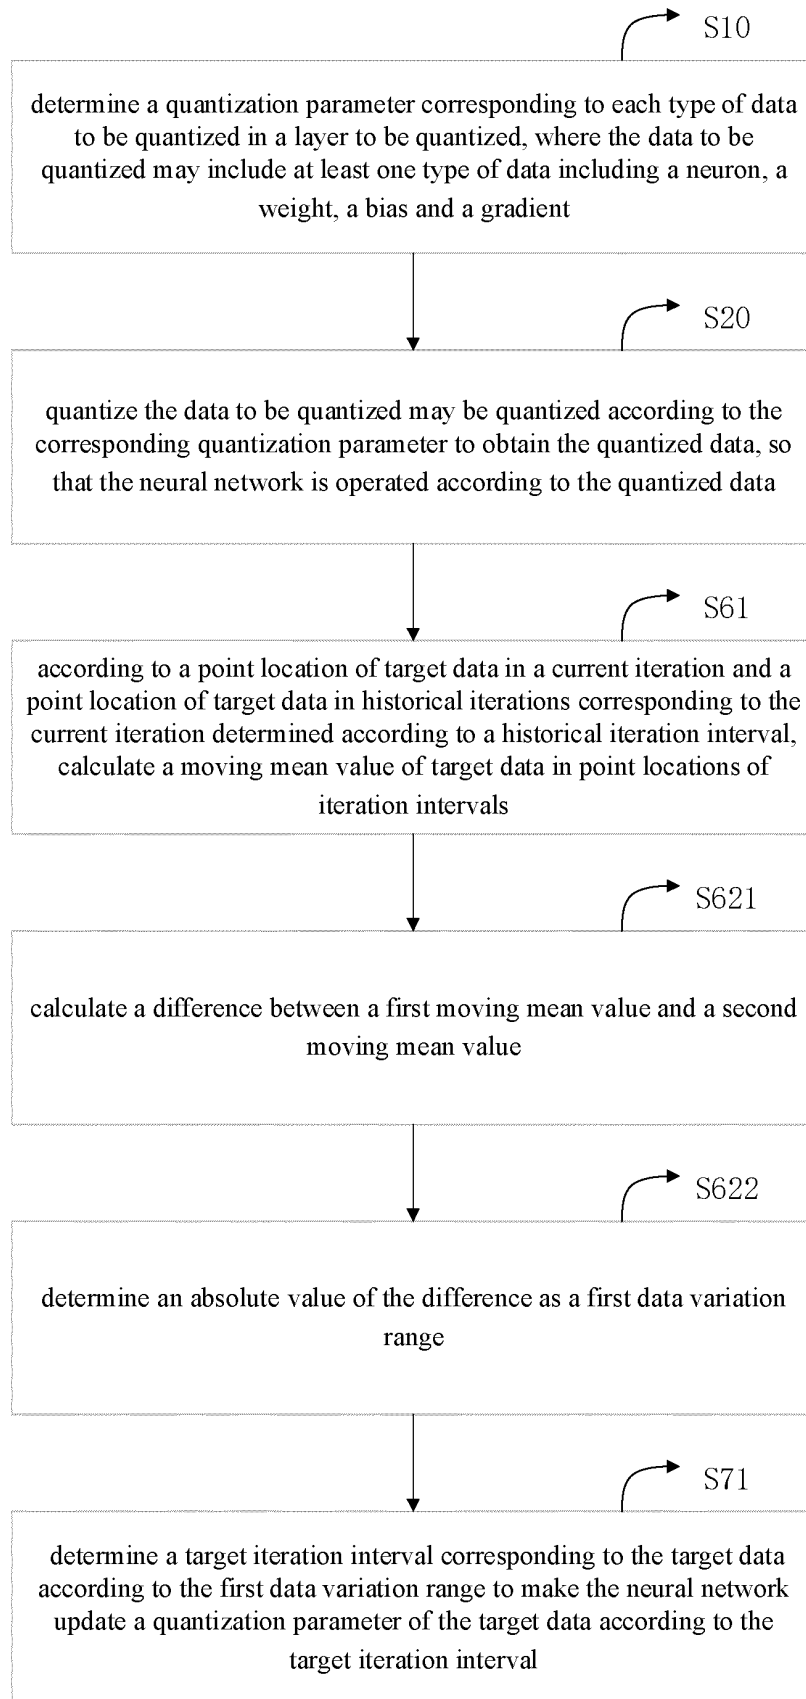 S10
determine a quantization parameter corresponding to each type of data
to be quantized in a layer to be quantized, where the data to be
quantized may include at least one type of data including a neuron, a
weight, a bias and a gradient
S20
quantize the data to be quantized may be quantized according to the
corresponding quantization parameter to obtain the quantized data, so
that the neural network is operated according to the quantized data
S61
according to a point location of target data in a current iteration and a
point location of target data in historical iterations corresponding to the
current iteration determined according to a historical iteration interval,
calculate a moving mean value of target data in point locations of
iteration intervals
S621
calculate a difference between a first moving mean value and a second
moving mean value
S622
determine an absolute value of the difference as a first data variation
range
S71
determine a target iteration interval corresponding to the target data
according to the first data variation range to make the neural network
update a quantization parameter of the target data according to the
target iteration interval